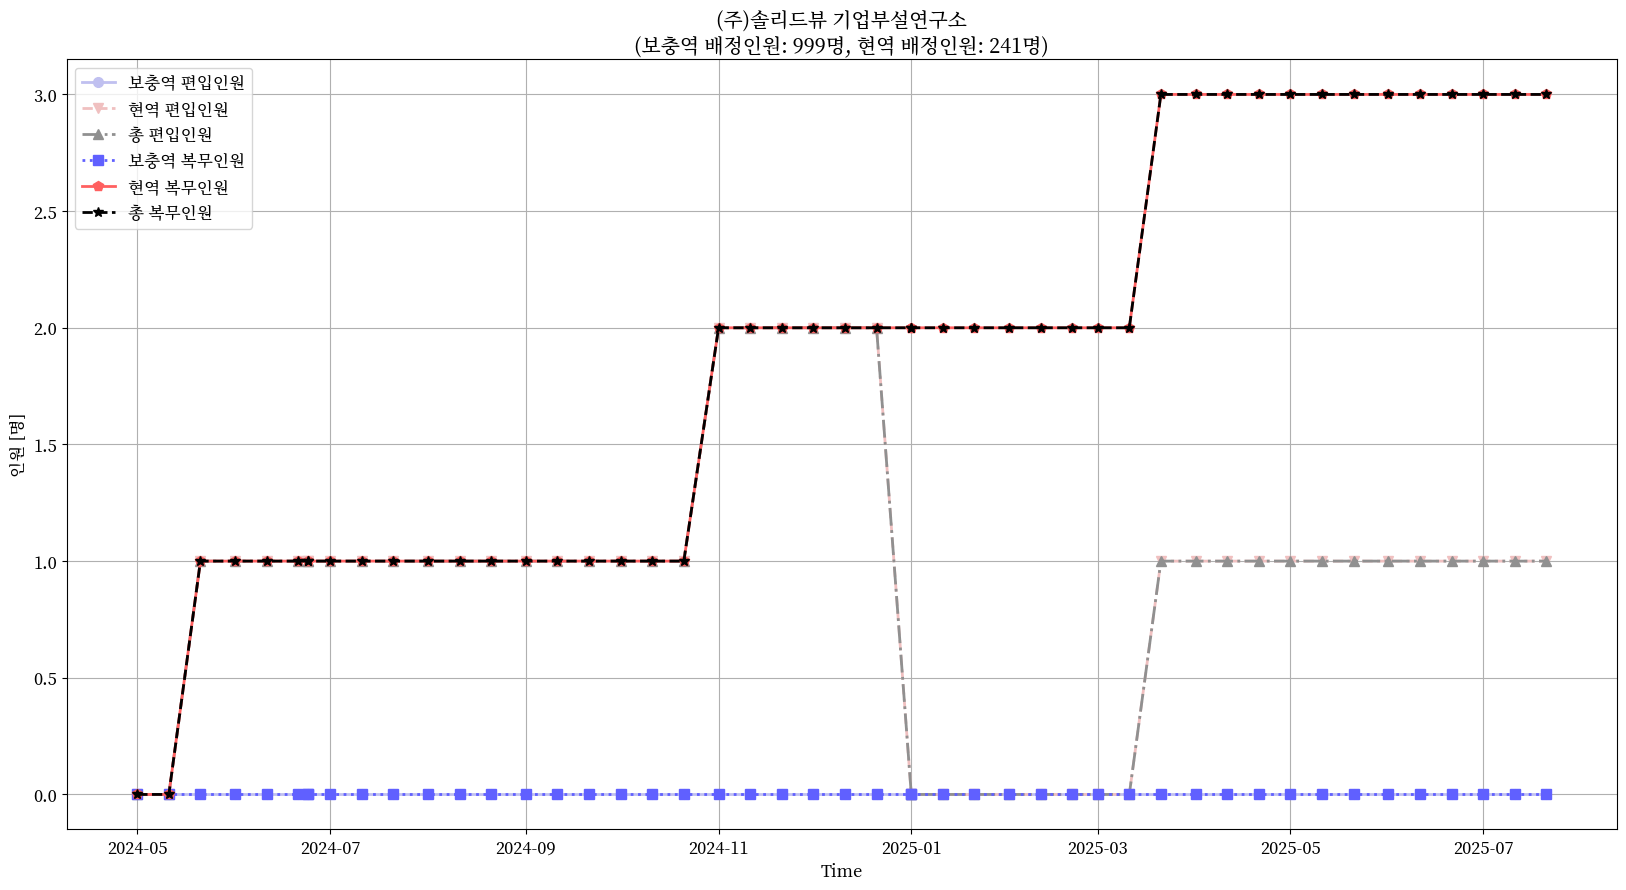 (주)솔리드뷰 기업부설연구소
(보충역 배정인원: 999명, 현역 배정인원: 241명)
보충역 편입인원
현역 편입인원
총 편입인원
보충역 복무인원
현역 복무인원
총 복무인원
3.0
2.5
2.0
1.5
1.0
0.5
0.0
인원 [명]
2024-05 2024-07 2024-09 2024-11 2025-01 2025-03 2025-05 2025-07
Time